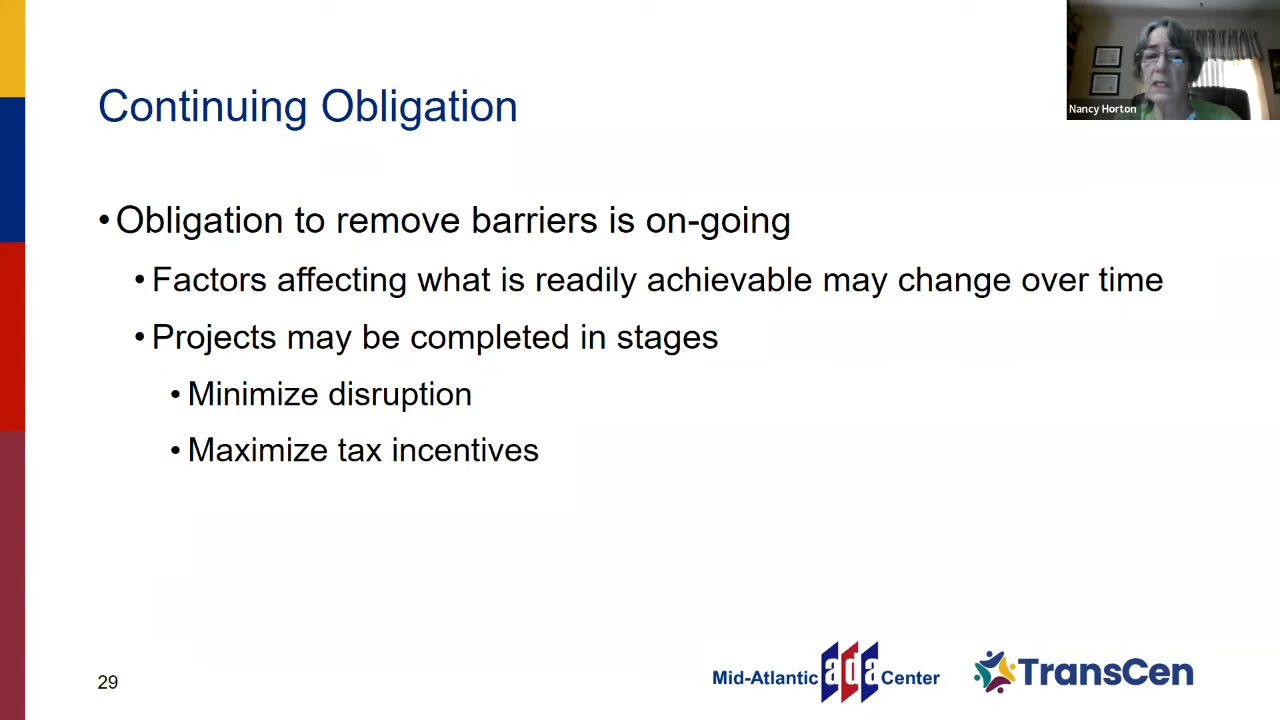 Nancy Horton
Continuing Obligation
•Obligation to remove barriers is on-going
•Factors affecting what is readily achievable may change over time
•Projects may be completed in stages
•Minimize disruption
•Maximize tax incentives
29
Mid-Atlantic ada Center
TransCen